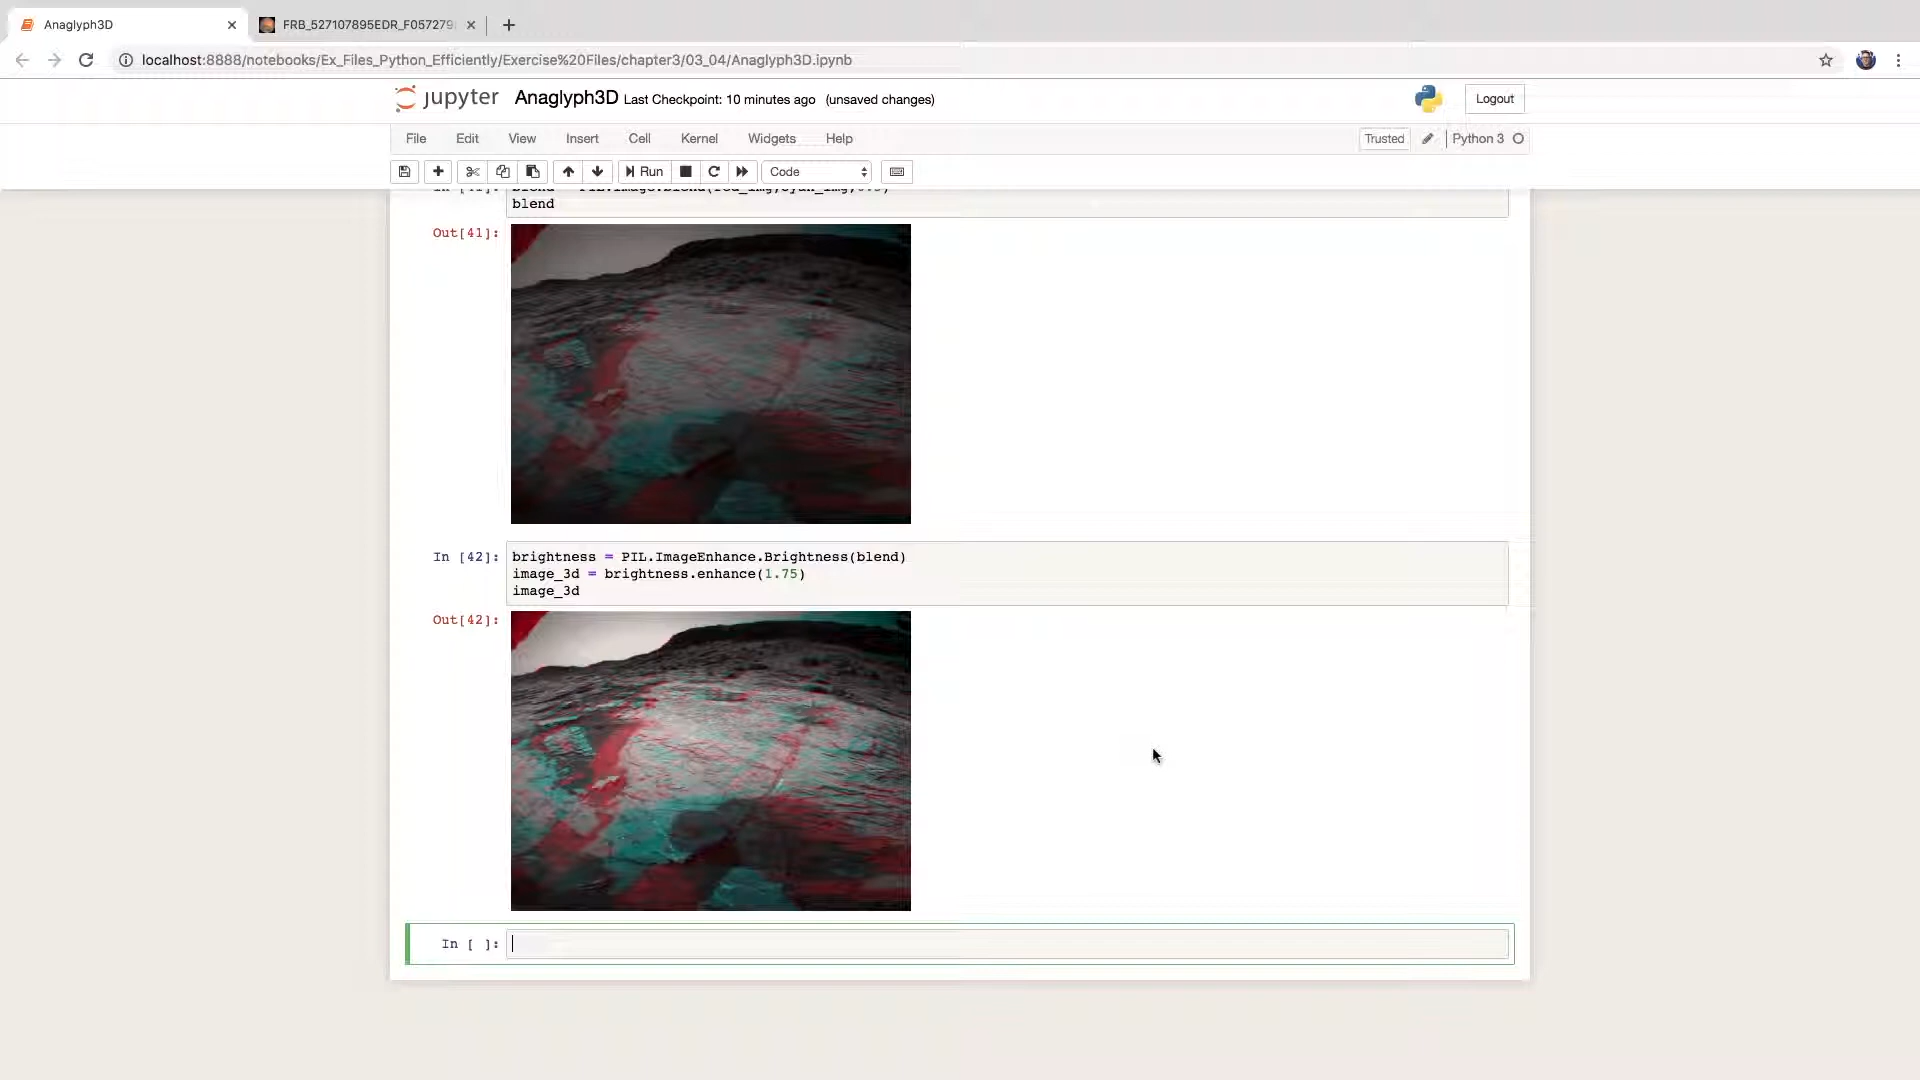 Anaglyph3D
FRB_527107895EDR_F057279
localhost:8888/notebooks/Ex_Files_Python_Efficiently/Exercise%20Files/chapter3/03_04/Anaglyph3D.ipynb
jupyter Anaglyph3D Last Checkpoint: 10 minutes ago (unsaved changes)
Logout
File Edit View Insert Cell Kernel Widgets Help
Trusted Python 3
Run Code
blend
Out[41]:
In [42]: brightness = PIL.ImageEnhance.Brightness(blend)
image_3d = brightness.enhance(1.75)
image_3d
Out[42]:
In [ ]: